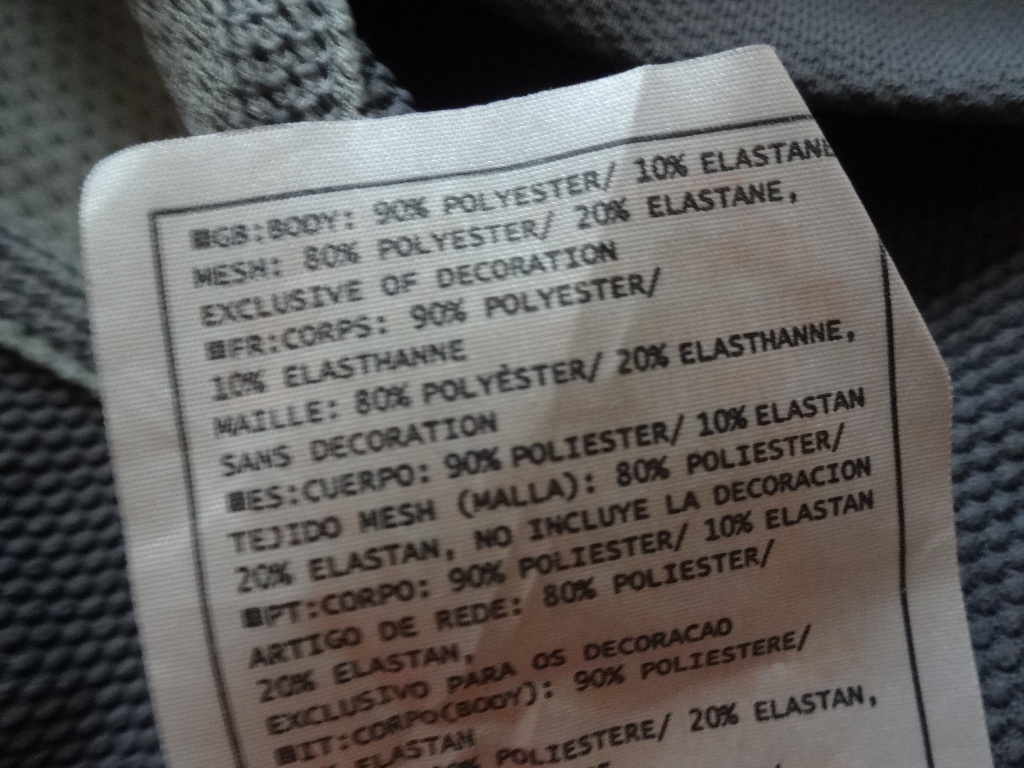 ■GB:BODY: 90% POLYESTER/ 10% ELASTANE
MESH: 80% POLYESTER/ 20% ELASTANE,
EXCLUSIVE OF DECORATION
■FR:CORPS: 90% POLYESTER/
10% ELASTHANNE
MAILLE: 80% POLYÈSTER/ 20% ELASTHANNE,
SANS DECORATION
■ES:CUERPO: 90% POLIESTER/ 10% ELASTAN
TEJIDO MESH (MALLA): 80% POLIESTER/
20% ELASTAN, NO INCLUYE LA DECORACION
■PT:CORPO: 90% POLIESTER/ 10% ELASTAN
ARTIGO DE REDE: 80% POLIESTER/
20% ELASTAN,
EXCLUSIVO PARA OS DECORACAO
■IT:CORPO(BODY): 90% POLIESTERE/
ELASTAN
POLIESTERE/ 20% ELASTAN,